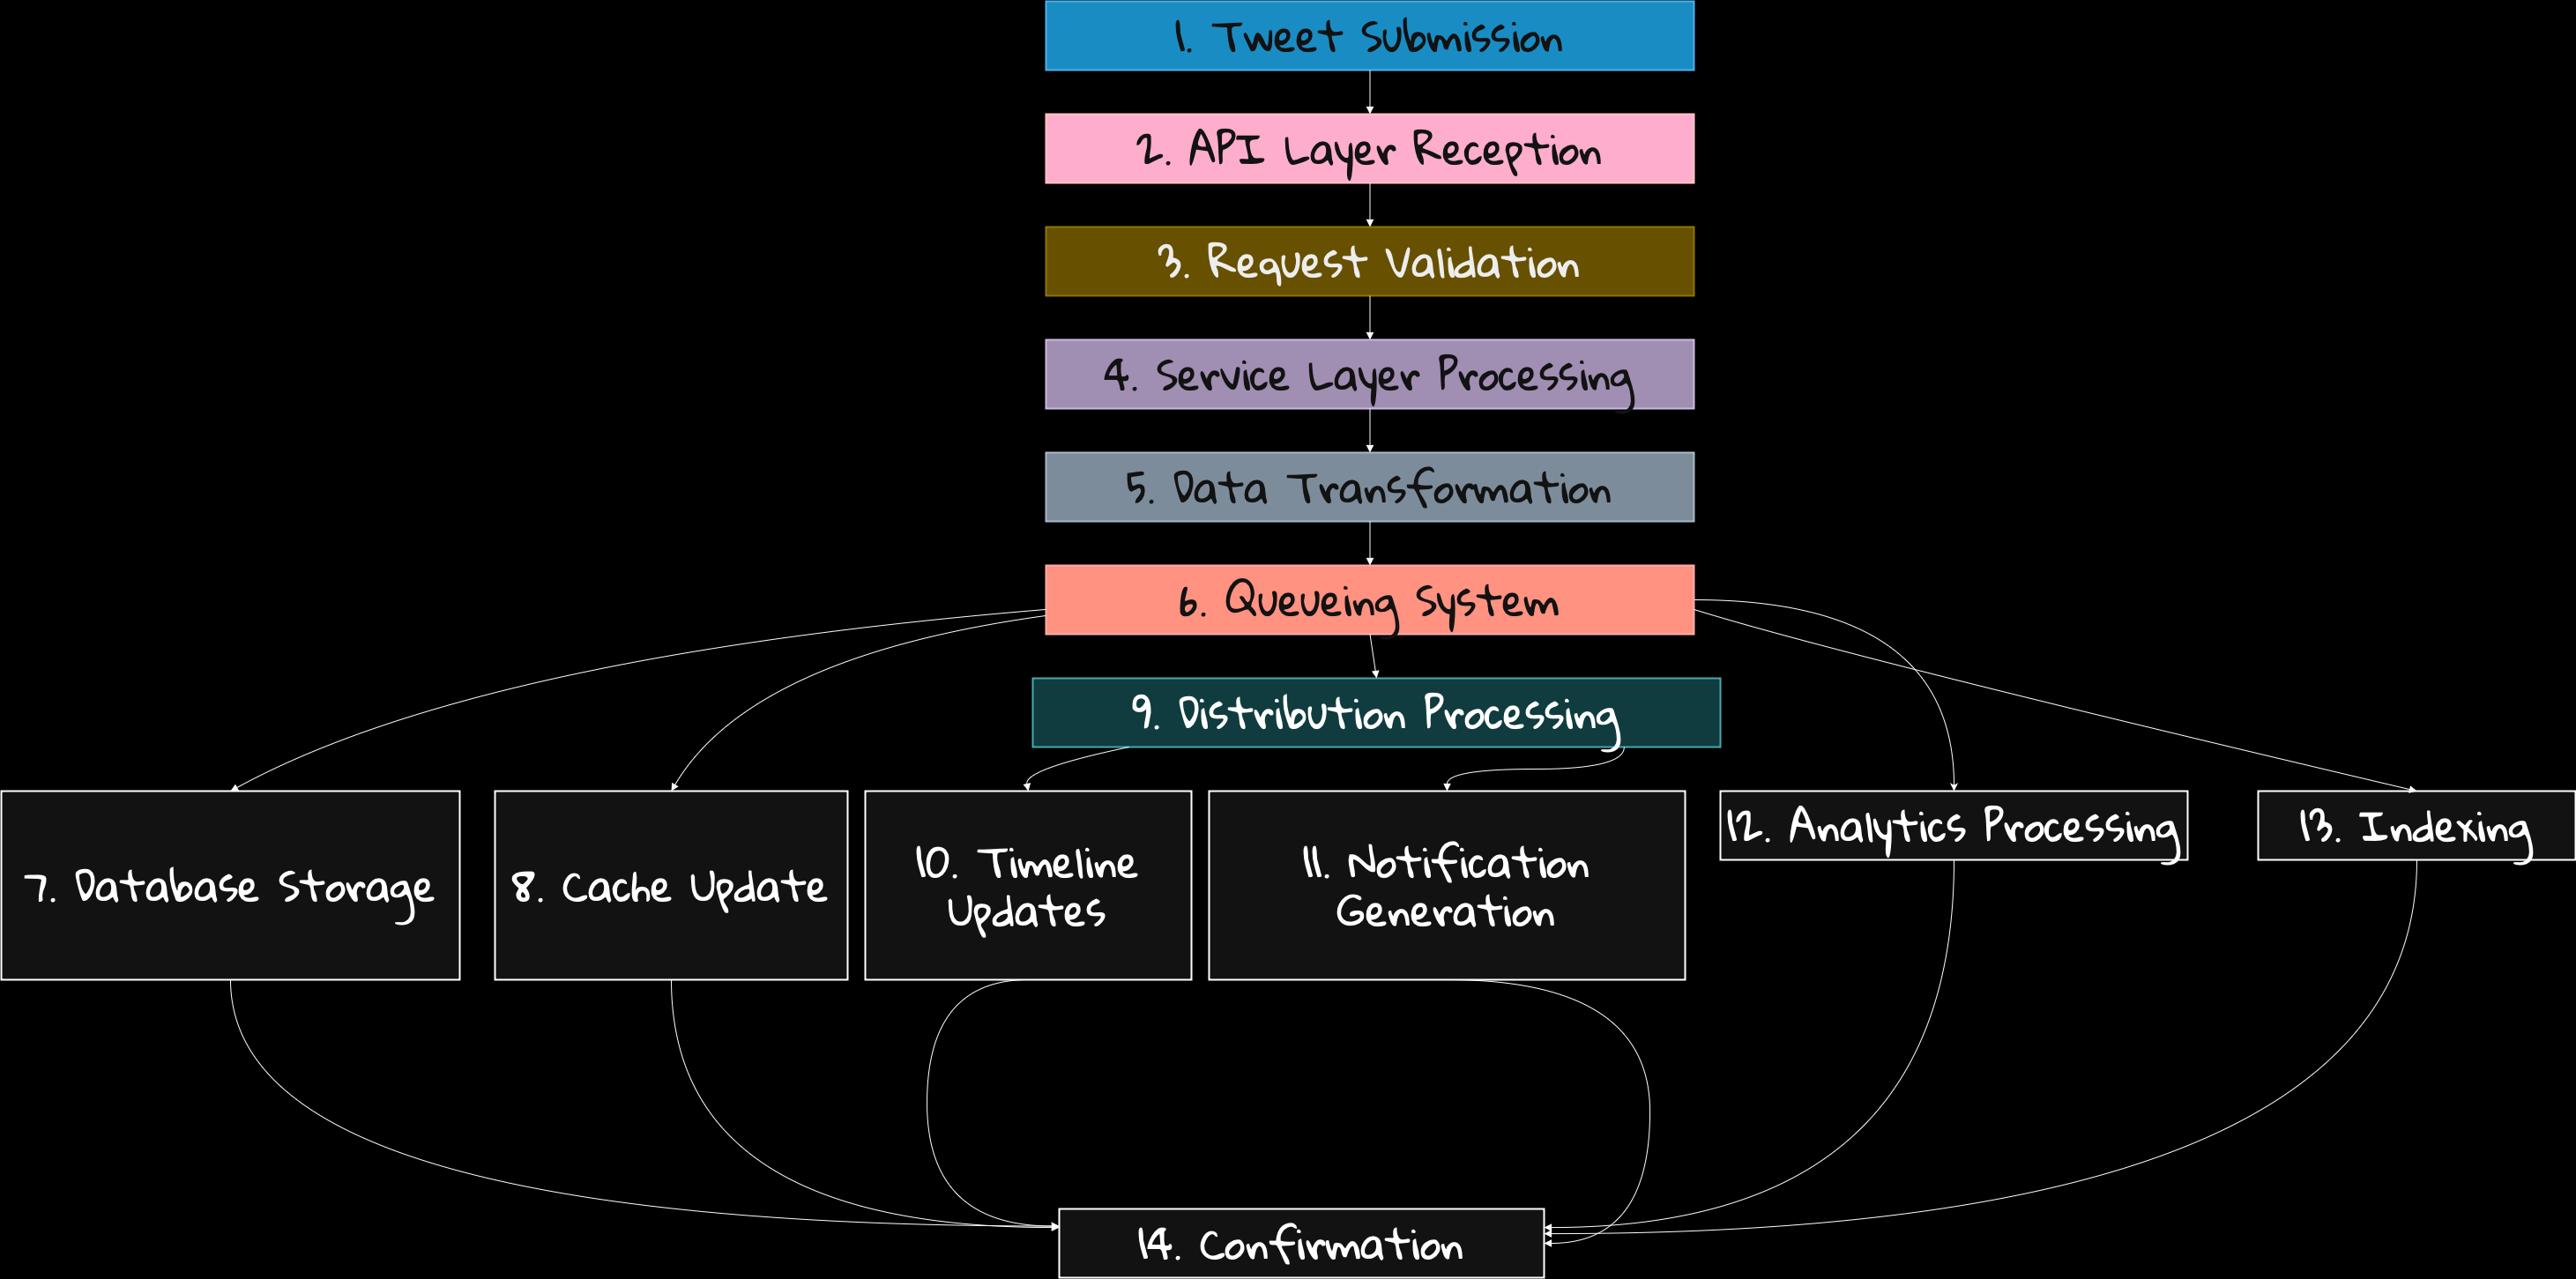 1. Tweet Submission
2. API Layer Reception
3. Request Validation
4. Service Layer Processing
5. Data Transformation
6. Queueing System
9. Distribution Processing
7. Database Storage
8. Cache Update
10. Timeline
Updates
11. Notification
Generation
12. Analytics Processing
13. Indexing
14. Confirmation